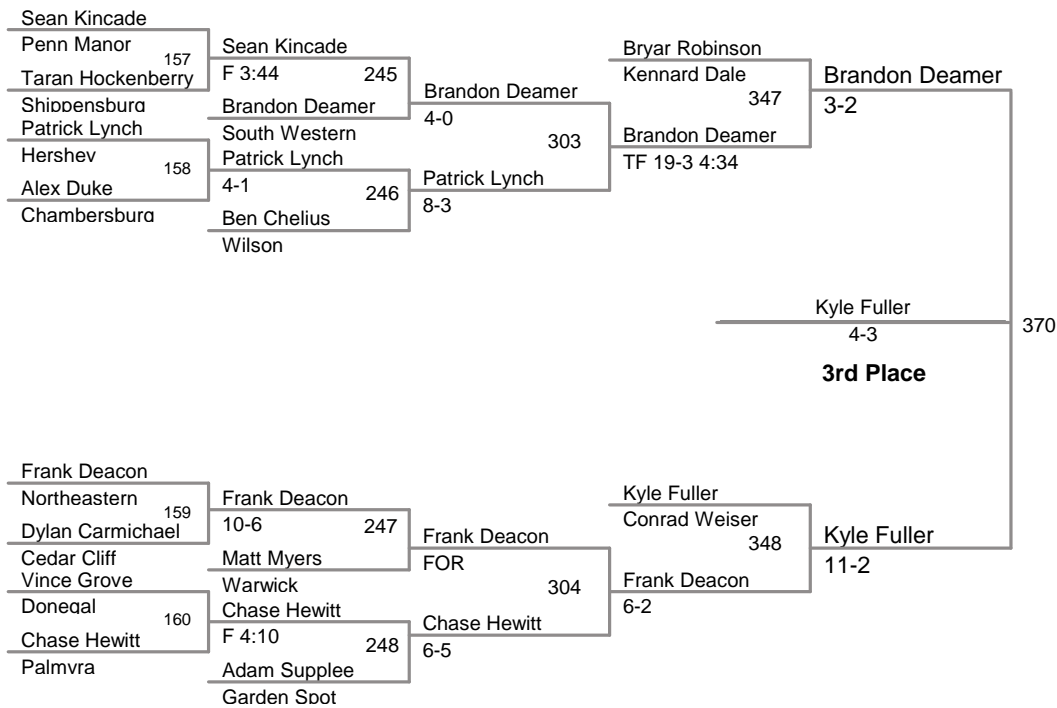 Sean Kincade
Penn Manor
157
Taran Hockenberry
Shippensburg
Patrick Lynch
Hershey
158
Alex Duke
Chambersburg
Sean Kincade
F 3:44
245
Brandon Deamer
South Western
Patrick Lynch
4-1
246
Ben Chelius
Wilson
Brandon Deamer
4-0
303
Patrick Lynch
8-3
Bryar Robinson
Kennard Dale
347
Brandon Deamer
TF 19-3 4:34
Brandon Deamer
3-2
Kyle Fuller
4-3
370
3rd Place
Frank Deacon
Northeastern
159
Dylan Carmichael
Cedar Cliff
Vince Grove
Donegal
160
Chase Hewitt
Palmyra
Frank Deacon
10-6
247
Matt Myers
Warwick
Chase Hewitt
F 4:10
248
Adam Supplee
Garden Spot
Frank Deacon
FOR
304
Chase Hewitt
6-5
Kyle Fuller
Conrad Weiser
348
Frank Deacon
6-2
Kyle Fuller
11-2